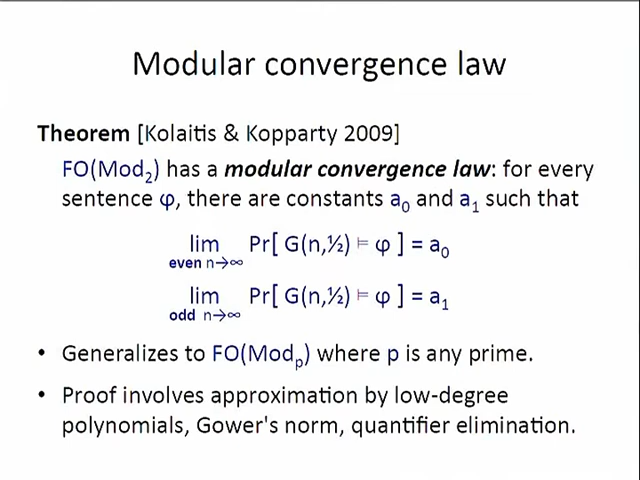 Modular convergence law
Theorem [Kolaitis & Kopparty 2009]
FO(Mod₂) has a modular convergence law: for every
sentence φ, there are constants a₀ and a₁ such that
lim Pr[ G(n,½) ⊨ φ ] = a₀
even n→∞
lim Pr[ G(n,½) ⊨ φ ] = a₁
odd n→∞
• Generalizes to FO(Modₚ) where p is any prime.
• Proof involves approximation by low-degree
polynomials, Gower's norm, quantifier elimination.